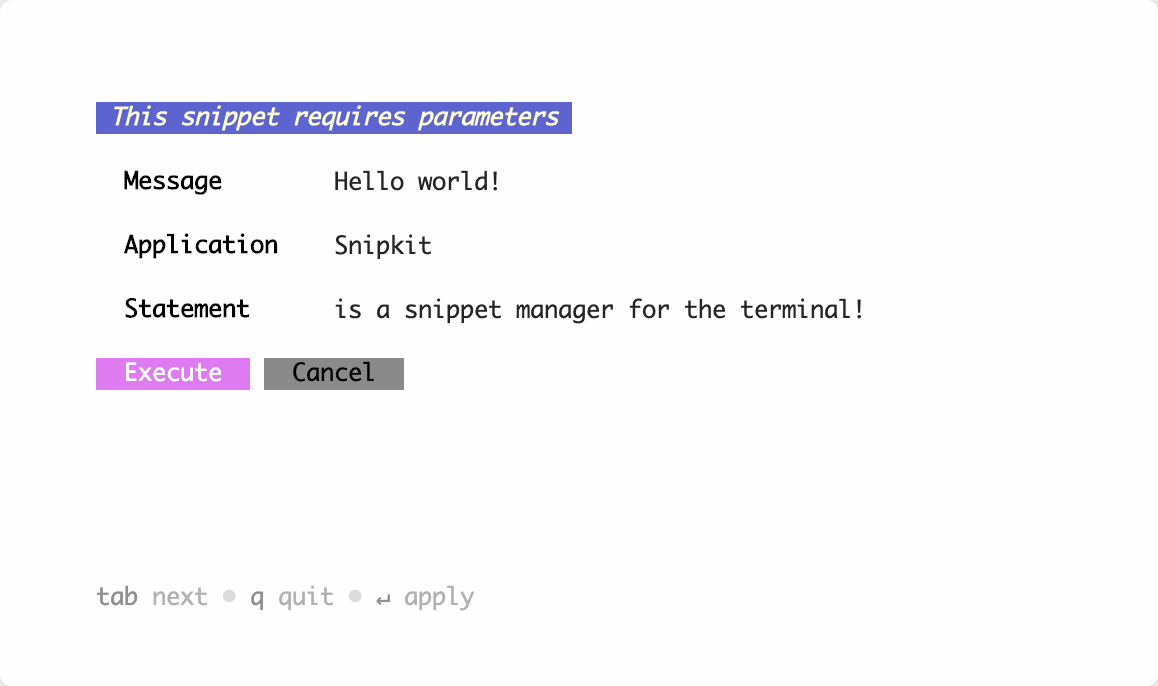 This snippet requires parameters
Message Hello world!
Application Snipkit
Statement is a snippet manager for the terminal!
Execute Cancel
tab next • q quit • ↵ apply